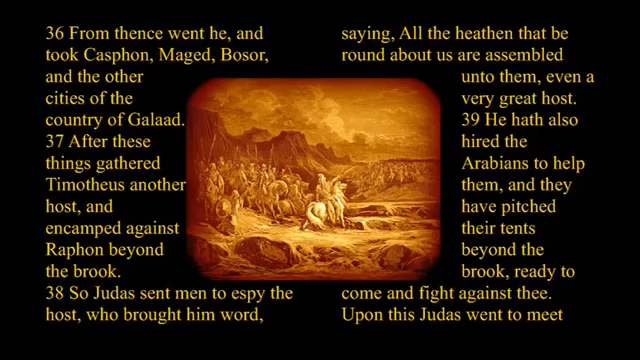 36 From thence went he, and
took Casphon, Maged, Bosor,
and the other
cities of the
country of Galaad.
37 After these
things gathered
Timotheus another
host, and
encamped against
Raphon beyond
the brook.
38 So Judas sent men to espy the
host, who brought him word,
saying, All the heathen that be
round about us are assembled
unto them, even a
very great host.
39 He hath also
hired the
Arabians to help
them, and they
have pitched
their tents
beyond the
brook, ready to
come and fight against thee.
Upon this Judas went to meet